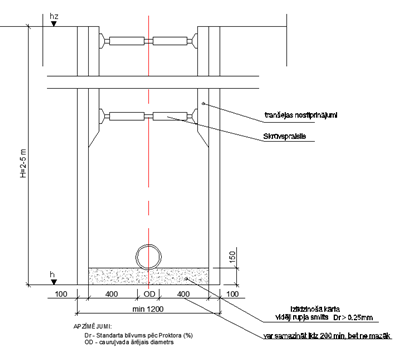 hz
tranšejas nostiprinājumi
Skrūvspraislis
H=2-5 m
150
h
100
400
OD
400
100
min 1200
Izlīdzinošā kārta
vidēji rupja smilts Dr > 0,25mm
var samazināt līdz 200 min, bet ne mazāk
APZĪMĒJUMI:
Dr - Standarta blīvums pēc Proktora (%)
OD - cauruļvada ārējais diametrs